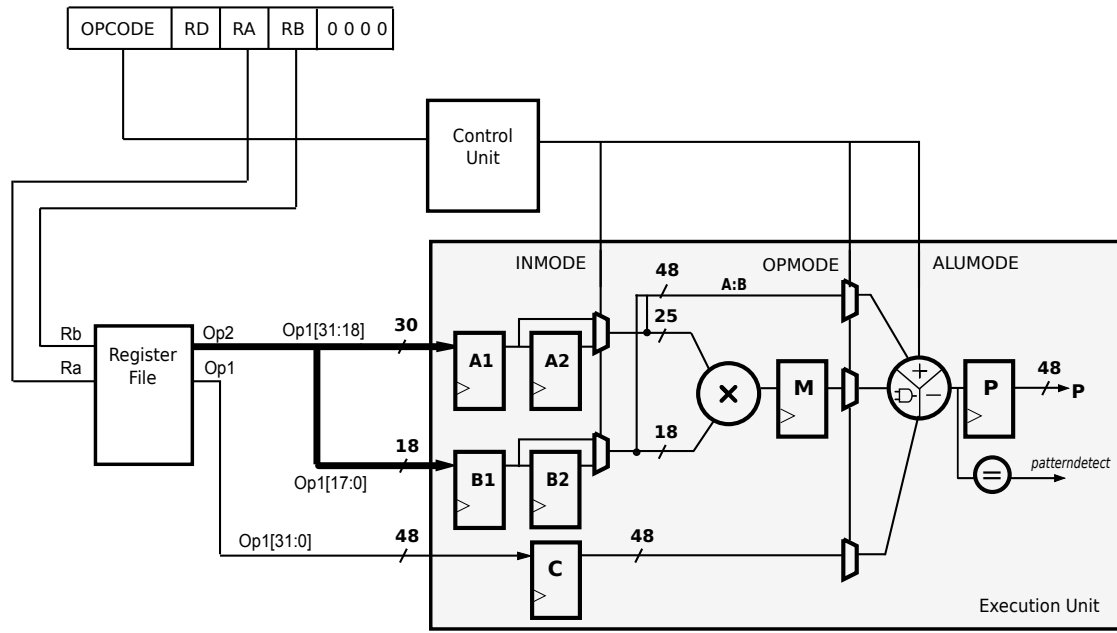 OPCODE RD RA RB 0 0 0 0
Control
Unit
INMODE OPMODE ALUMODE
48
A:B
25
Rb
Ra
Register
File
Op2
Op1
Op1[31:18]
30
A1
A2
×
M
+
−
P
48
P
18
Op1[17:0]
B1
B2
18
=
patterndetect
Op1[31:0]
48
C
48
Execution Unit